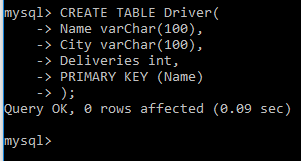 mysql> CREATE TABLE Driver(
    -> Name varChar(100),
    -> City varChar(100),
    -> Deliveries int,
    -> PRIMARY KEY (Name)
    -> );
Query OK, 0 rows affected (0.09 sec)
mysql>